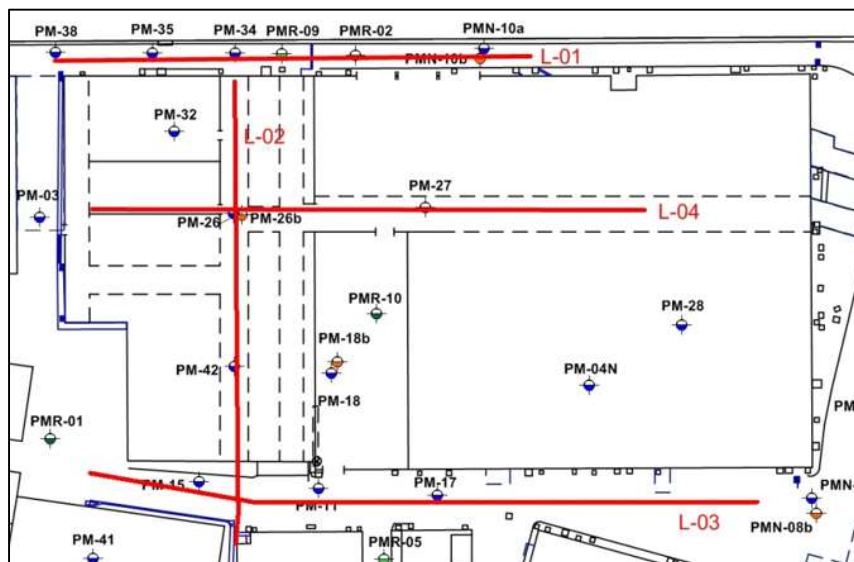 PM-38
PM-35
PM-34
PMR-09
PMR-02
PMN-10a
PMN-10b
L-01
PM-32
L-02
PM-03
PM-27
PM-26
PM-26b
L-04
PMR-10
PM-28
PM-18b
PM-42
PM-18
PM-04N
PMR-01
PM-15
PM-11
PM-17
PMN-
L-03
PMN-08b
PM-41
PMR-05